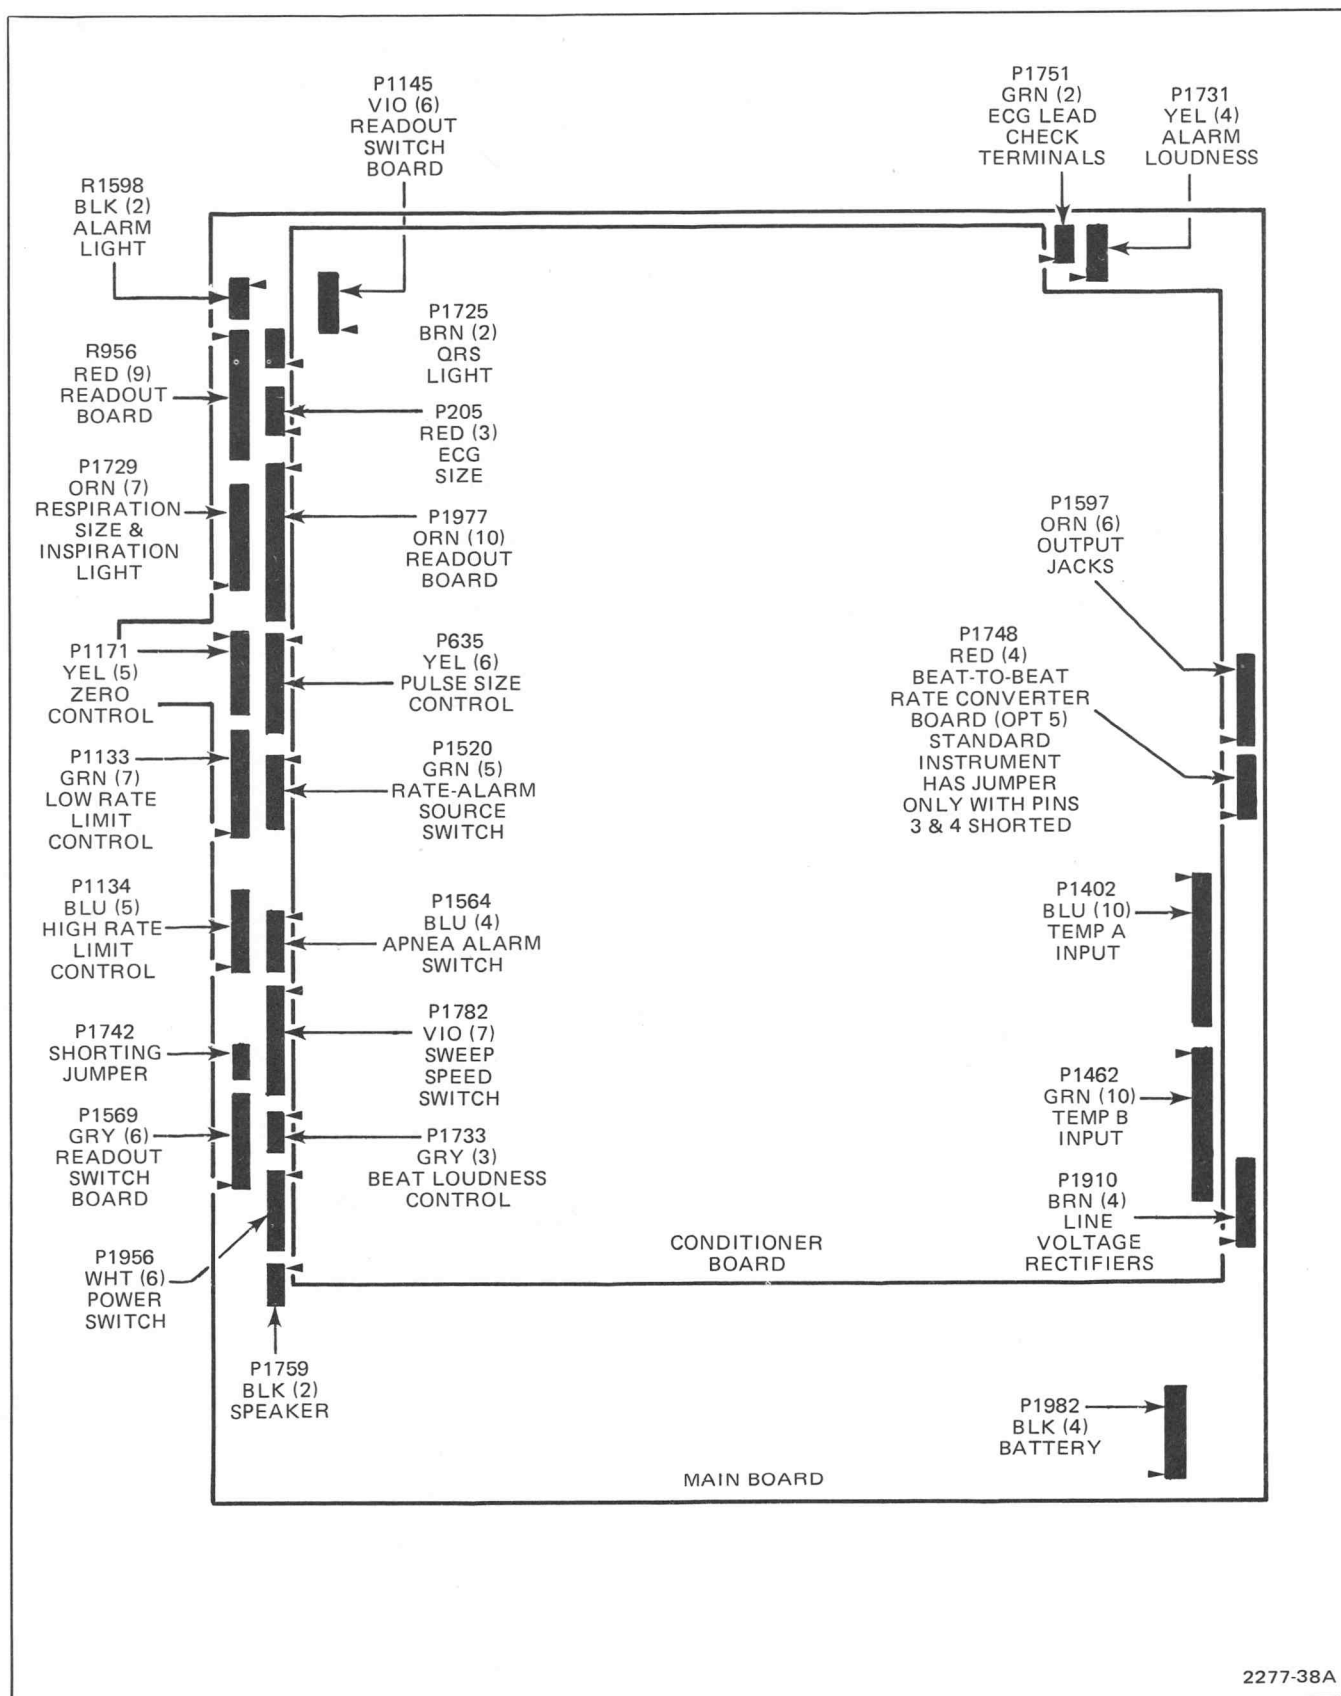 P1145
VIO (6)
READOUT
SWITCH
BOARD
P1751
GRN (2)
ECG LEAD
CHECK
TERMINALS
P1731
YEL (4)
ALARM
LOUDNESS
R1598
BLK (2)
ALARM
LIGHT
P1725
BRN (2)
QRS
LIGHT
R956
RED (9)
READOUT
BOARD
P205
RED (3)
ECG
SIZE
P1729
ORN (7)
RESPIRATION
SIZE &
INSPIRATION
LIGHT
P1977
ORN (10)
READOUT
BOARD
P1597
ORN (6)
OUTPUT
JACKS
P1171
YEL (5)
ZERO
CONTROL
P635
YEL (6)
PULSE SIZE
CONTROL
P1748
RED (4)
BEAT-TO-BEAT
RATE CONVERTER
BOARD (OPT 5)
STANDARD
INSTRUMENT
HAS JUMPER
ONLY WITH PINS
3 & 4 SHORTED
P1133
GRN (7)
LOW RATE
LIMIT
CONTROL
P1520
GRN (5)
RATE-ALARM
SOURCE
SWITCH
P1134
BLU (5)
HIGH RATE
LIMIT
CONTROL
P1564
BLU (4)
APNEA ALARM
SWITCH
P1402
BLU (10)
TEMP A
INPUT
P1742
SHORTING
JUMPER
P1782
VIO (7)
SWEEP
SPEED
SWITCH
P1462
GRN (10)
TEMP B
INPUT
P1569
GRY (6)
READOUT
SWITCH
BOARD
P1733
GRY (3)
BEAT LOUDNESS
CONTROL
P1910
BRN (4)
LINE
VOLTAGE
RECTIFIERS
P1956
WHT (6)
POWER
SWITCH
CONDITIONER
BOARD
P1759
BLK (2)
SPEAKER
P1982
BLK (4)
BATTERY
MAIN BOARD
2277-38A